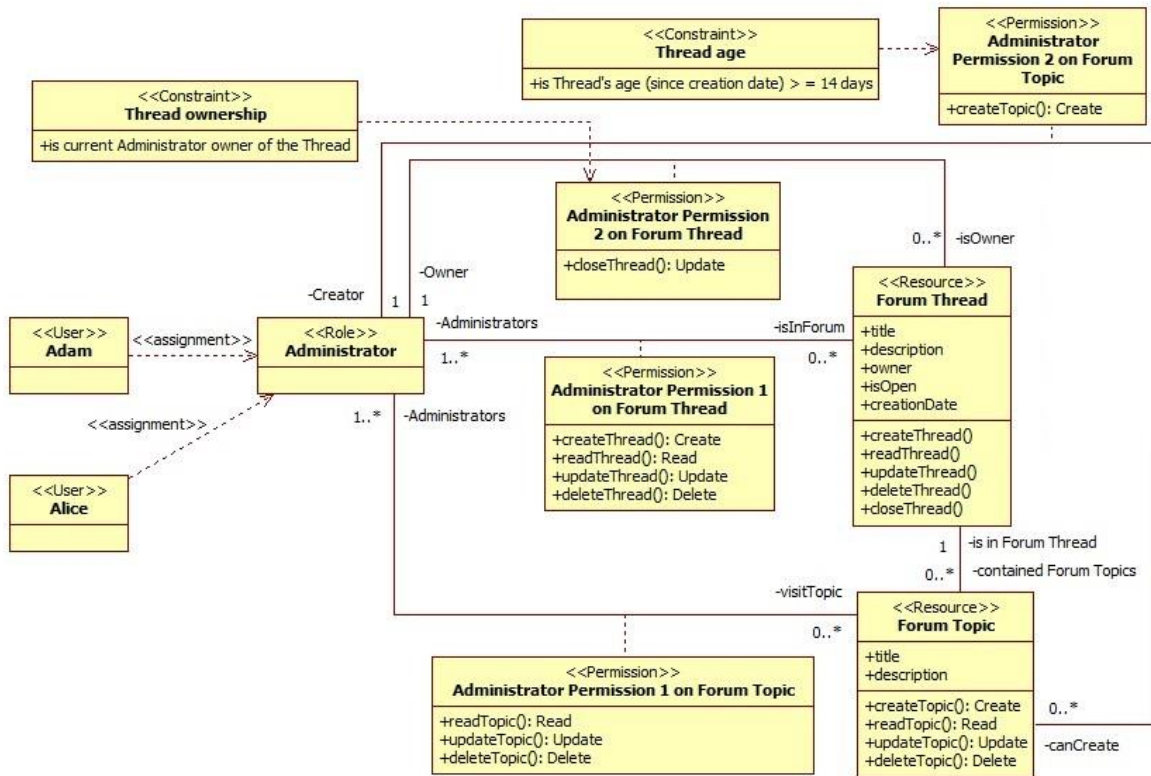 <<Constraint>>
Thread age
+is Thread's age (since creation date) > = 14 days
<<Permission>>
Administrator
Permission 2 on Forum
Topic
+createTopic(): Create
<<Constraint>>
Thread ownership
+is current Administrator owner of the Thread
<<Permission>>
Administrator Permission
2 on Forum Thread
+closeThread(): Update
0..*
-isOwner
-Owner
1
-Creator
1
<<User>>
Adam
<<assignment>>
<<Role>>
Administrator
-Administrators
1..*
-isInForum
0..*
<<Resource>>
Forum Thread
+title
+description
+owner
+isOpen
+creationDate
+createThread()
+readThread()
+updateThread()
+deleteThread()
+closeThread()
<<Permission>>
Administrator Permission 1
on Forum Thread
+createThread(): Create
+readThread(): Read
+updateThread(): Update
+deleteThread(): Delete
<<assignment>>
1..*
-Administrators
<<User>>
Alice
1
-is in Forum Thread
0..*
-contained Forum Topics
-visitTopic
0..*
<<Resource>>
Forum Topic
+title
+description
+createTopic(): Create
+readTopic(): Read
+updateTopic(): Update
+deleteTopic(): Delete
0..*
-canCreate
<<Permission>>
Administrator Permission 1 on Forum Topic
+readTopic(): Read
+updateTopic(): Update
+deleteTopic(): Delete